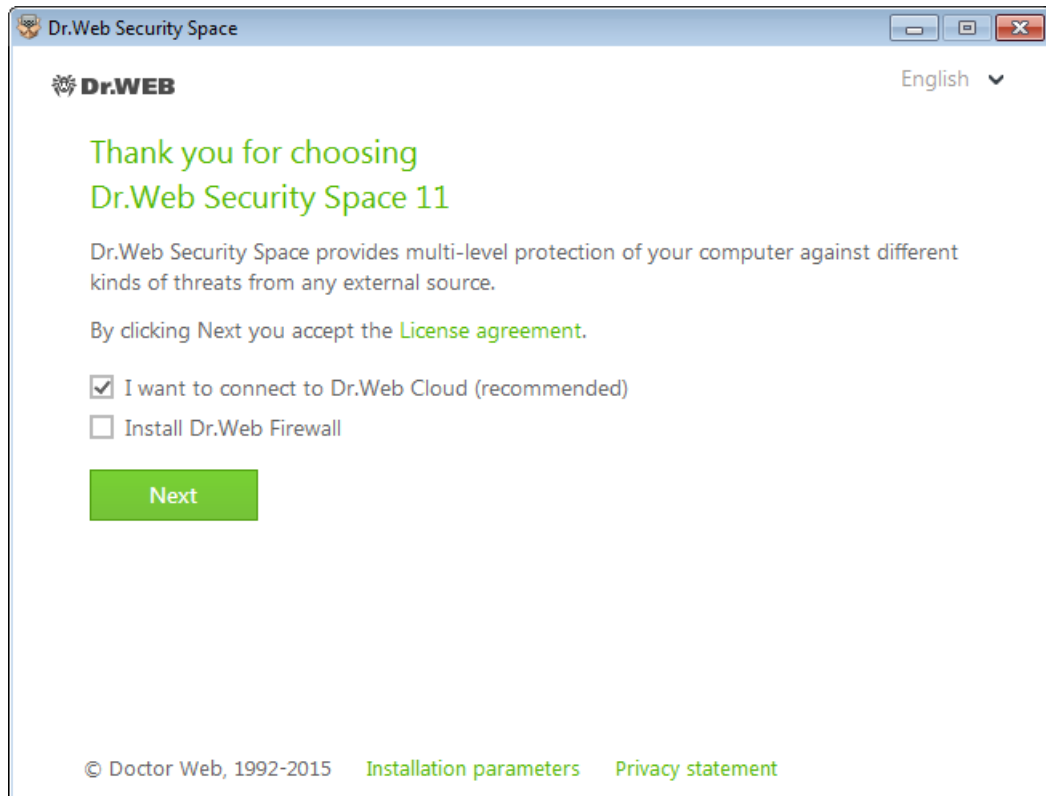 Dr.Web Security Space
Dr.WEB
English
Thank you for choosing
Dr.Web Security Space 11
Dr.Web Security Space provides multi-level protection of your computer against different
kinds of threats from any external source.
By clicking Next you accept the License agreement.
I want to connect to Dr.Web Cloud (recommended)
Install Dr.Web Firewall
Next
© Doctor Web, 1992-2015 Installation parameters Privacy statement